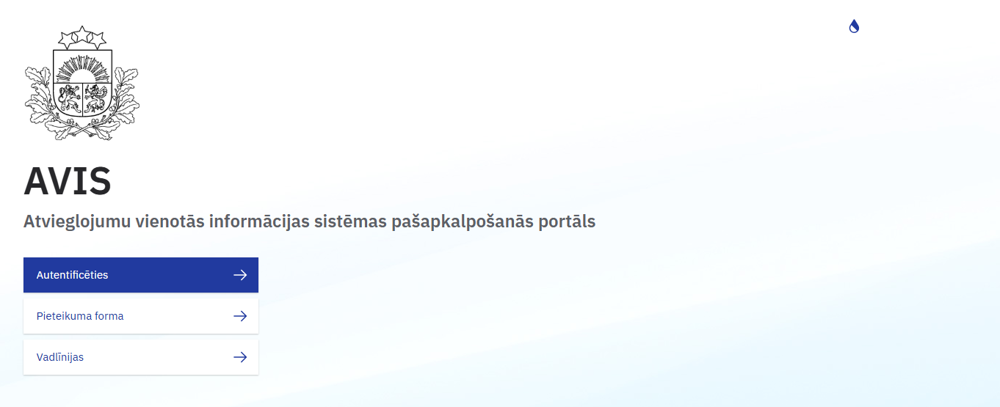 AVIS
Atvieglojumu vienotās informācijas sistēmas pašapkalpošanās portāls
Autentificēties
Pieteikuma forma
Vadlīnijas